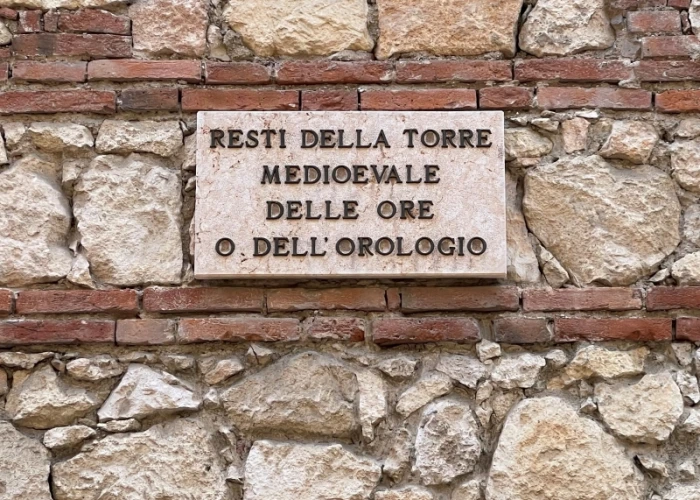 RESTI DELLA TORRE
MEDIOEVALE
DELLE ORE
O DELL'OROLOGIO